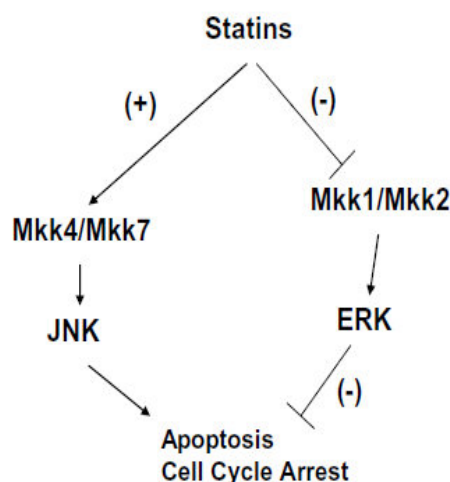 Statins
(+)
(-)
Mkk4/Mkk7
Mkk1/Mkk2
JNK
ERK
(-)
Apoptosis
Cell Cycle Arrest